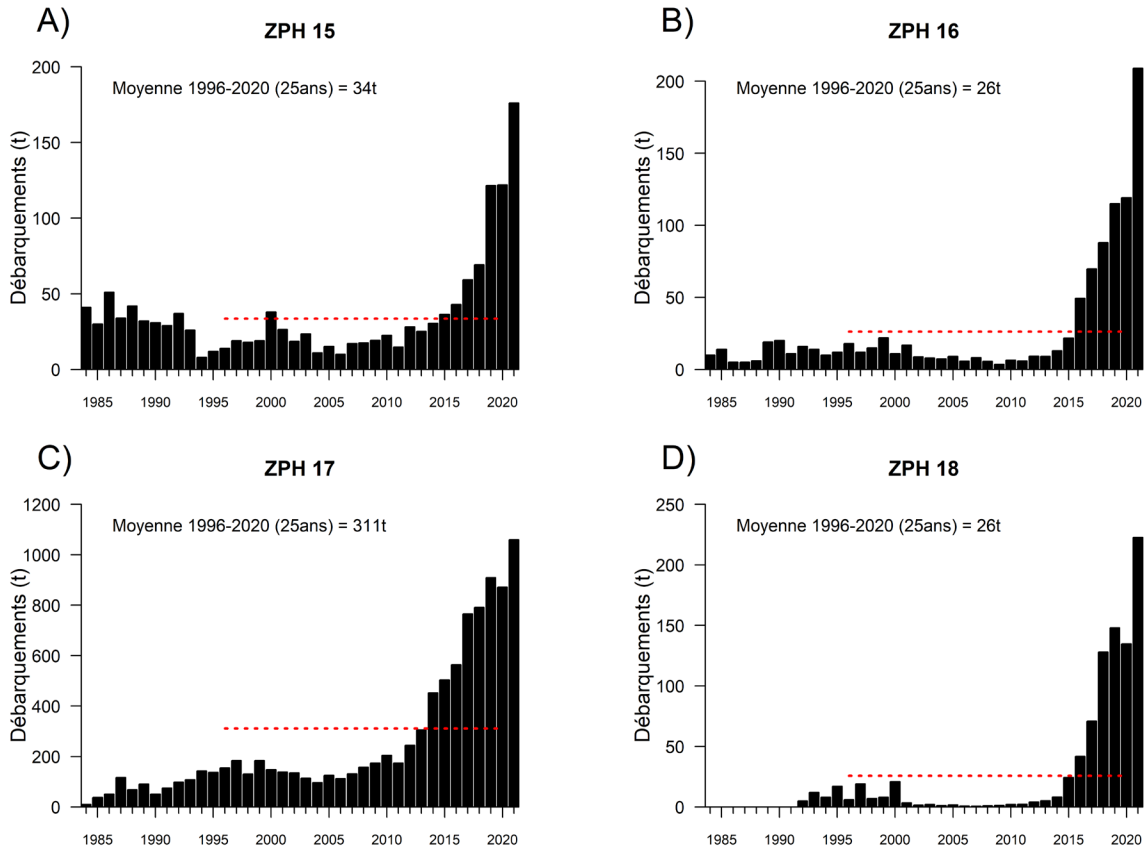 A)
ZPH 15
Moyenne 1996-2020 (25ans) = 34t
Débarquements (t)
200
150
100
50
0
1985 1990 1995 2000 2005 2010 2015 2020
B)
ZPH 16
Moyenne 1996-2020 (25ans) = 26t
Débarquements (t)
200
150
100
50
0
1985 1990 1995 2000 2005 2010 2015 2020
C)
ZPH 17
Moyenne 1996-2020 (25ans) = 311t
Débarquements (t)
1200
1000
800
600
400
200
0
1985 1990 1995 2000 2005 2010 2015 2020
D)
ZPH 18
Moyenne 1996-2020 (25ans) = 26t
Débarquements (t)
250
200
150
100
50
0
1985 1990 1995 2000 2005 2010 2015 2020